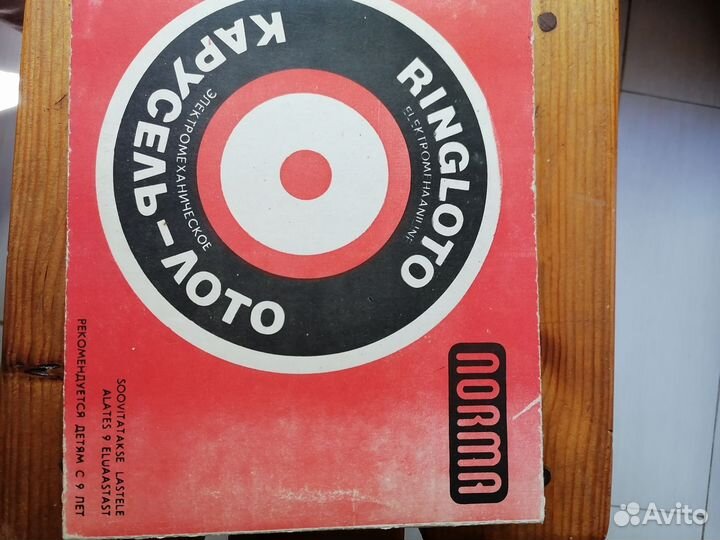 RINGLOTO
ELEKTROMEHAANILINE
КАРУСЕЛЬ-ЛОТО
ЭЛЕКТРОМЕХАНИЧЕСКОЕ
NORMA
SOOVITATAKSE LASTELE
ALATES 9 ELUAASTAST
РЕКОМЕНДУЕТСЯ ДЕТЯМ С 9 ЛЕТ
Avito